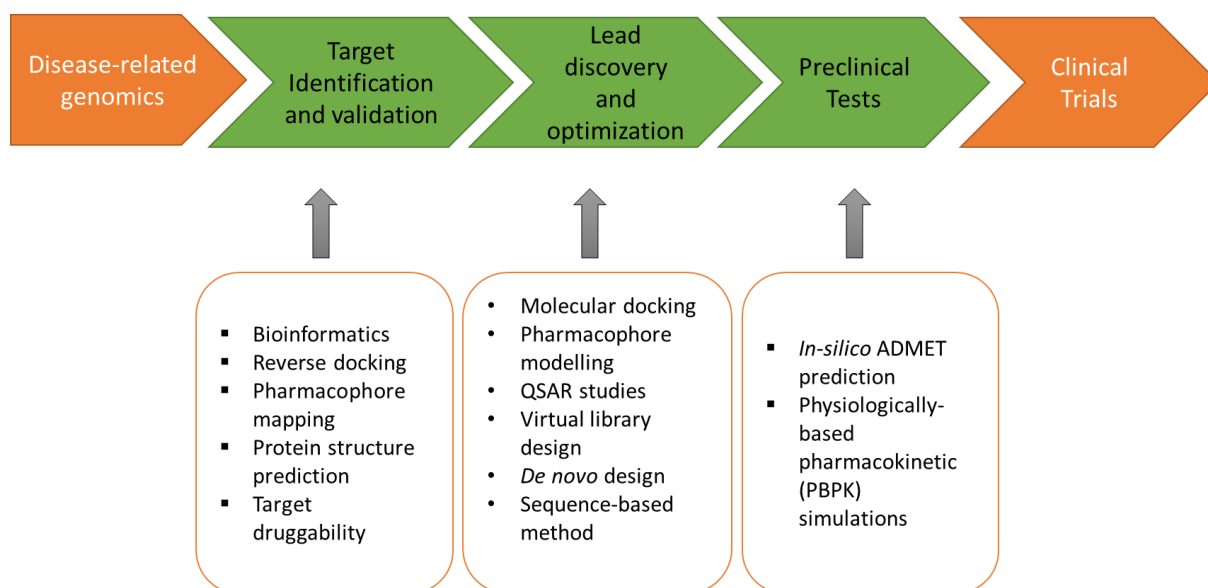 Disease-related
genomics
Target
Identification
and validation
Lead
discovery
and
optimization
Preclinical
Tests
Clinical
Trials
▪ Bioinformatics
▪ Reverse docking
▪ Pharmacophore
mapping
▪ Protein structure
prediction
▪ Target
druggability
• Molecular docking
• Pharmacophore
modelling
• QSAR studies
• Virtual library
design
• De novo design
• Sequence-based
method
▪ In-silico ADMET
prediction
▪ Physiologically-
based
pharmacokinetic
(PBPK)
simulations